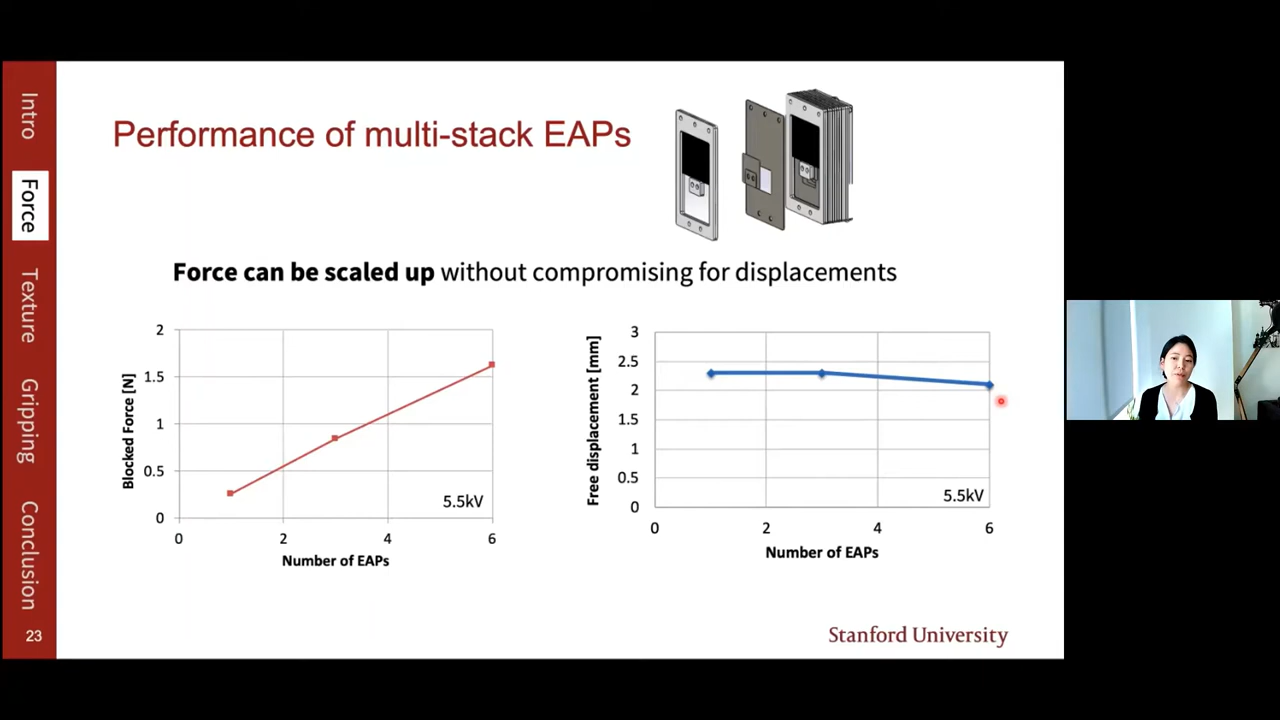 Intro
Force
Texture
Gripping
Conclusion
23
Performance of multi-stack EAPs
Force can be scaled up without compromising for displacements
Blocked Force [N]
2
1.5
1
0.5
0
0
2
4
6
5.5kV
Number of EAPs
Free displacement [mm]
3
2.5
2
1.5
1
0.5
0
0
2
4
6
5.5kV
Number of EAPs
Stanford University